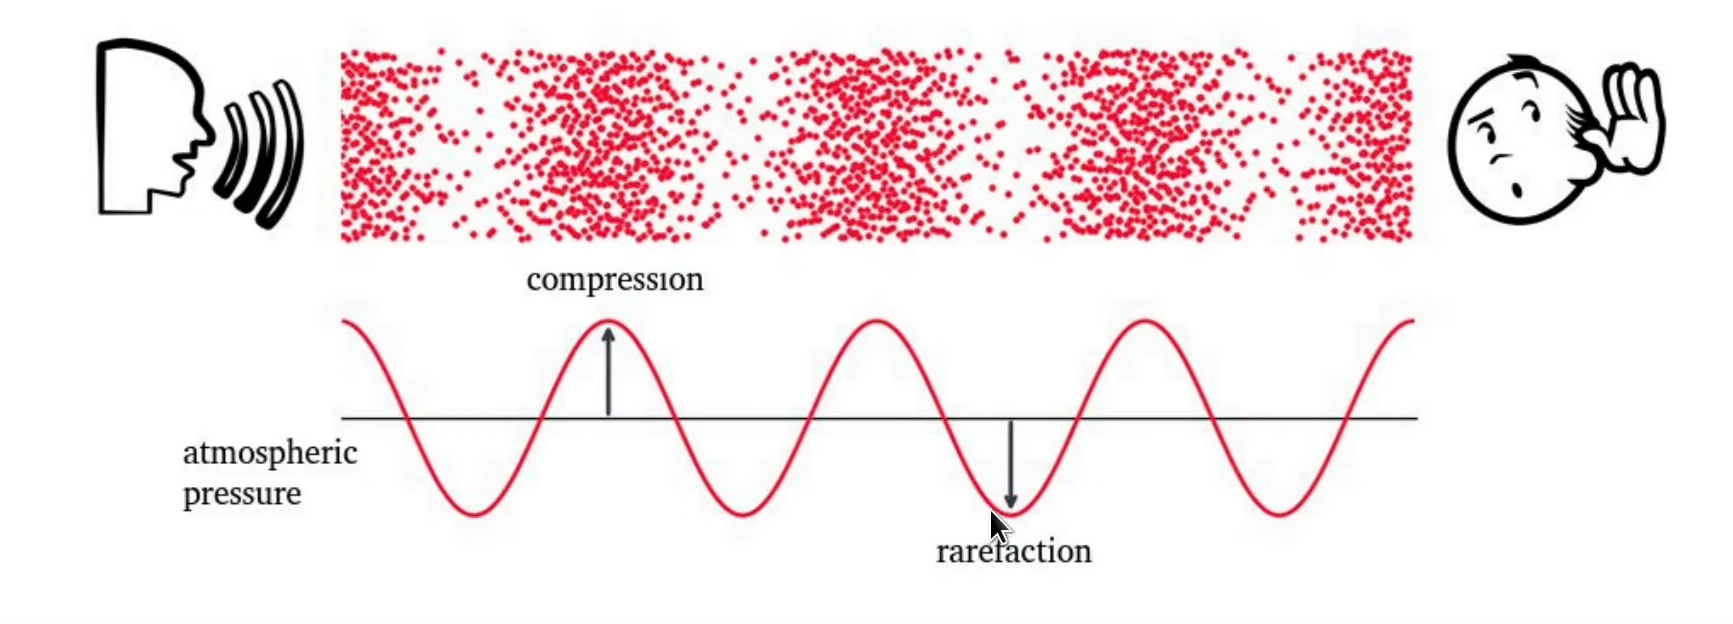 compression
atmospheric
pressure
rarefaction